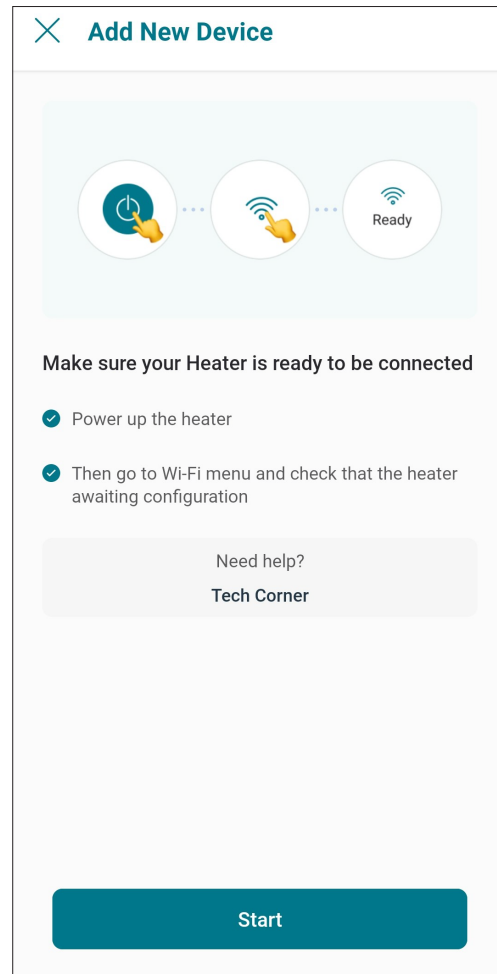 Add New Device
Ready
Make sure your Heater is ready to be connected
Power up the heater
Then go to Wi-Fi menu and check that the heater
awaiting configuration
Need help?
Tech Corner
Start